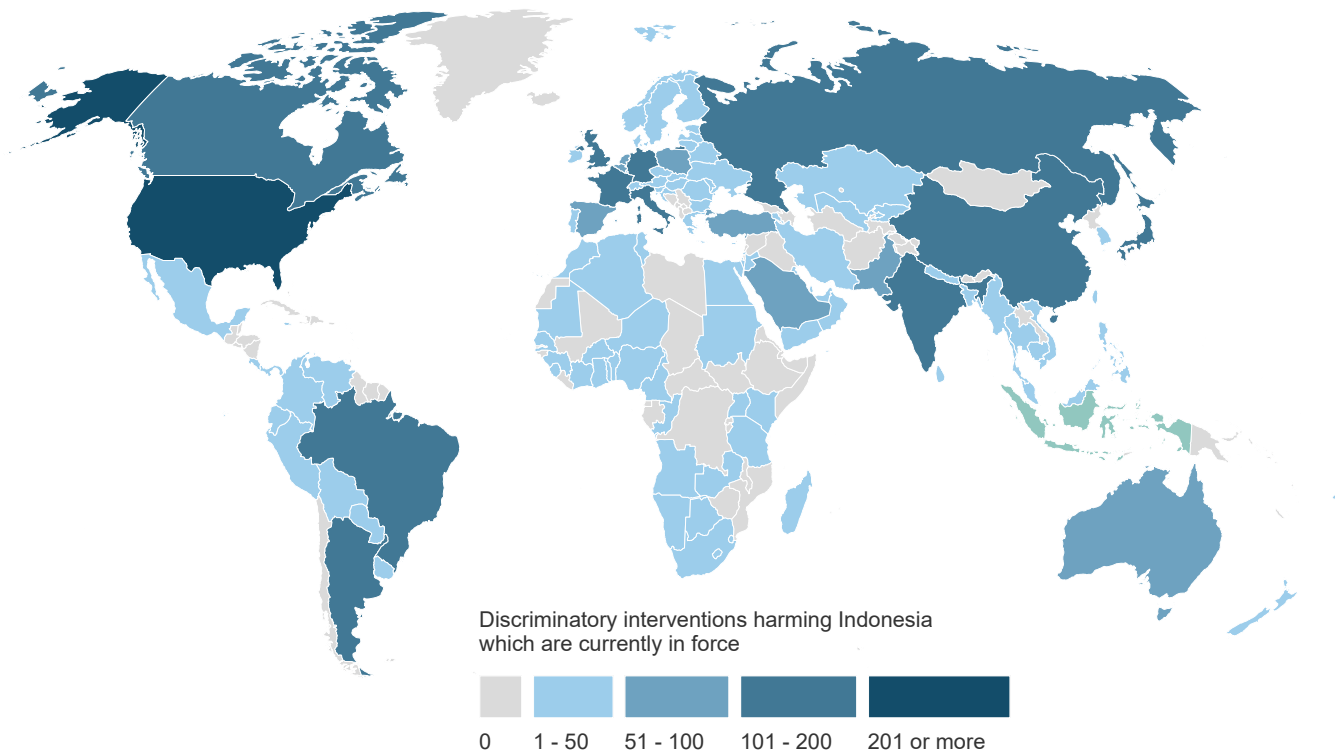 Discriminatory interventions harming Indonesia
which are currently in force
0
1 - 50
51 - 100
101 - 200
201 or more